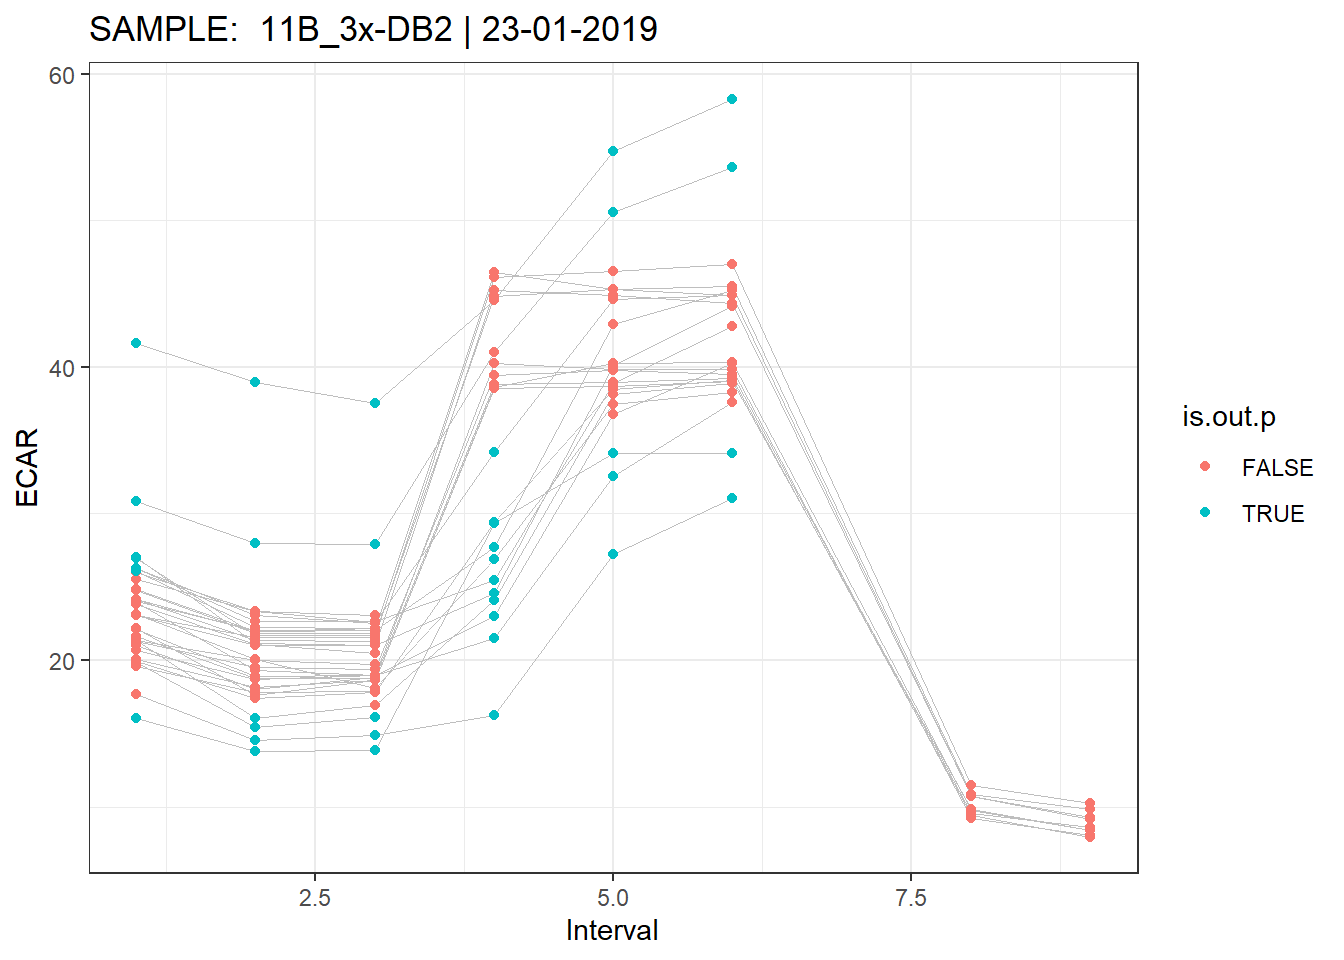 SAMPLE:  11B_3x-DB2 | 23-01-2019
60
40
20
ECAR
2.5
5.0
7.5
Interval
is.out.p
FALSE
TRUE